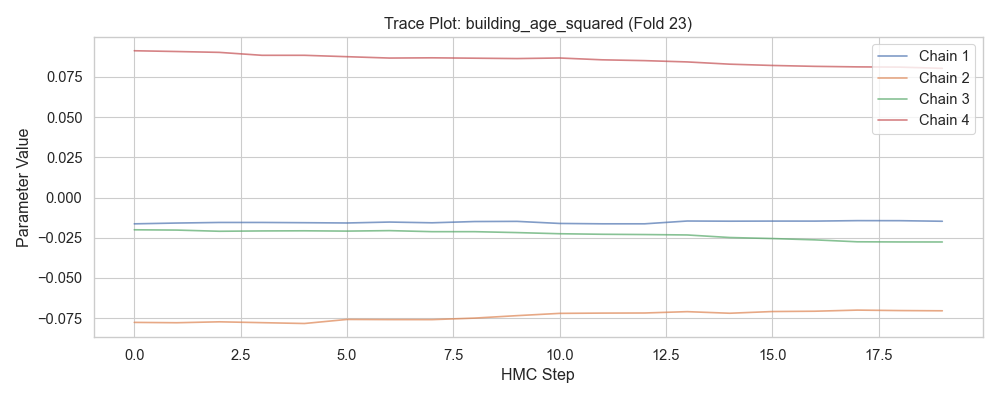 Trace Plot: building_age_squared (Fold 23)
Parameter Value
0.075
0.050
0.025
0.000
−0.025
−0.050
−0.075
Chain 1
Chain 2
Chain 3
Chain 4
0.0 2.5 5.0 7.5 10.0 12.5 15.0 17.5
HMC Step